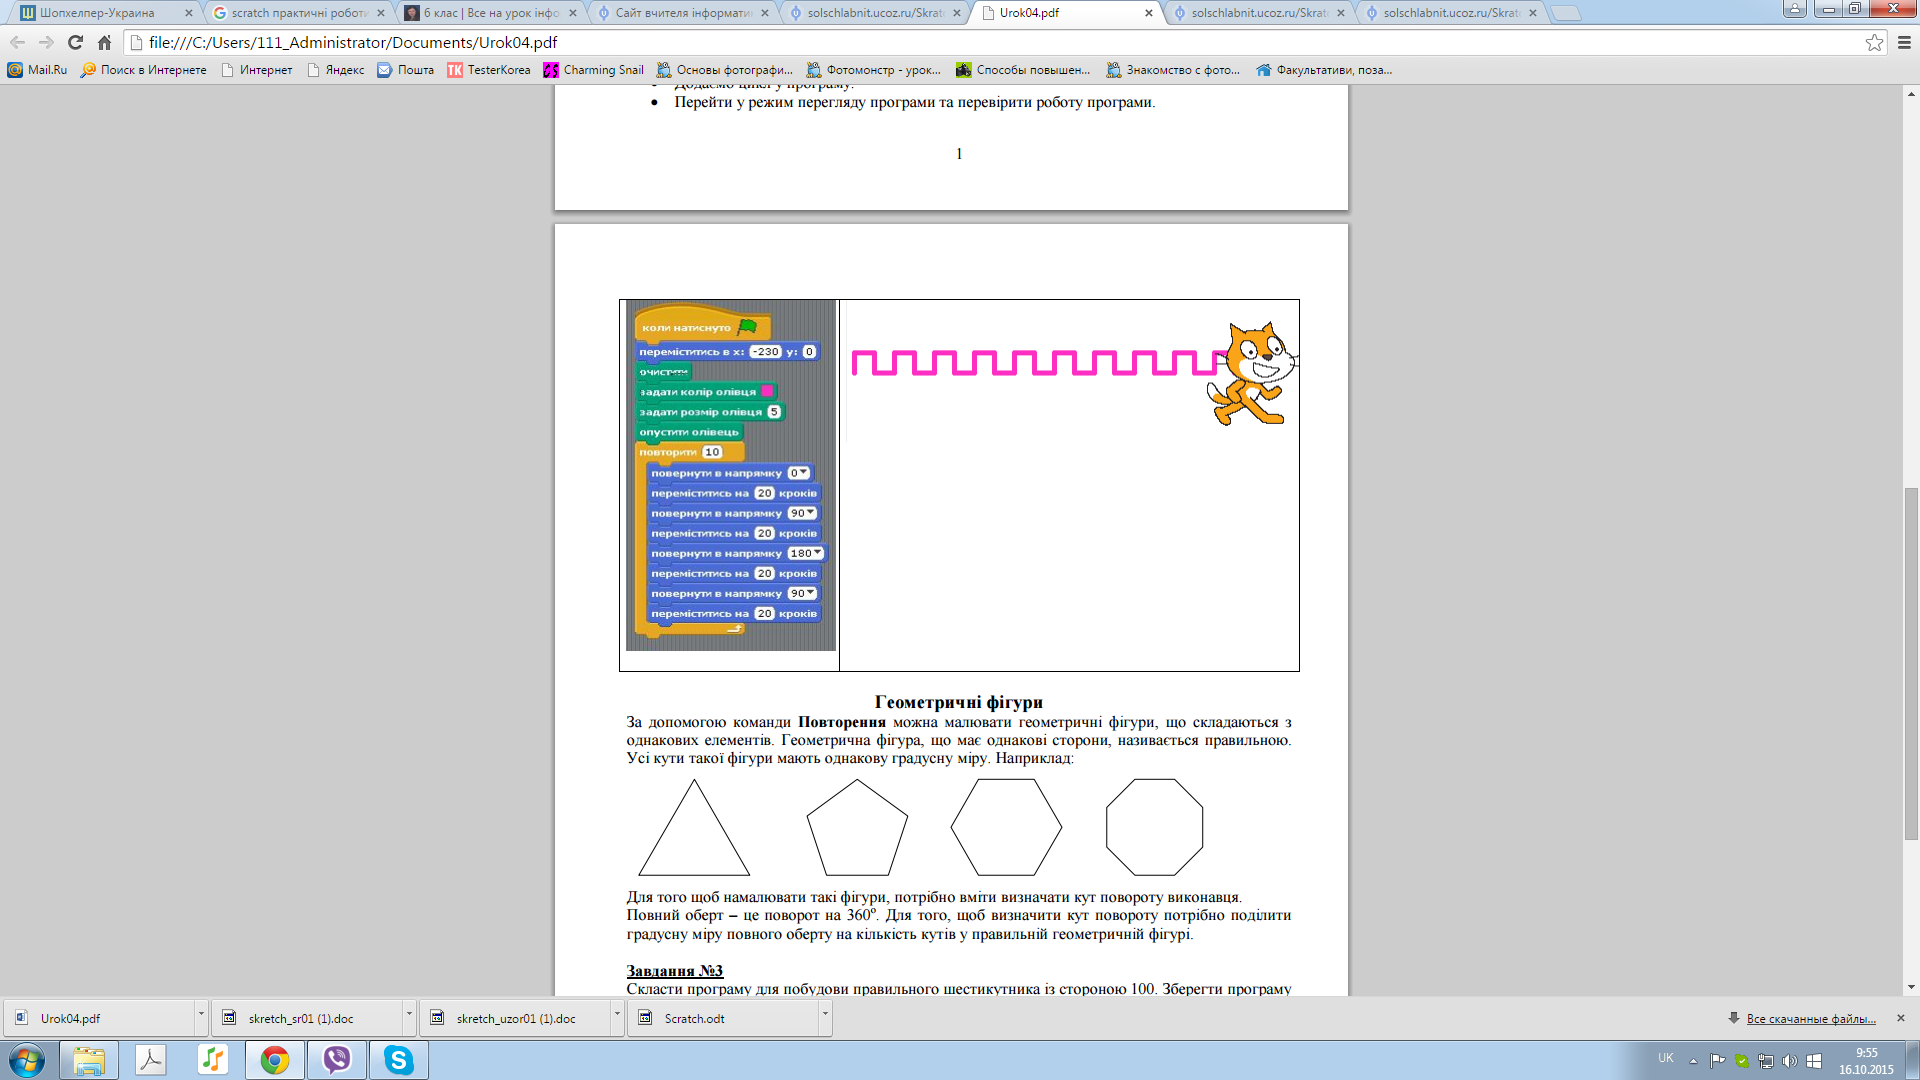 Шопхелпер-Украина
scratch практичні роботи
6 клас | Все на урок інфо
Сайт вчителя інформати
solschlabnit.ucoz.ru/Skrat
Urok04.pdf
solschlabnit.ucoz.ru/Skrat
solschlabnit.ucoz.ru/Skrat
file:///C:/Users/111_Administrator/Documents/Urok04.pdf
Mail.Ru
Поиск в Интернете
Интернет
Яндекс
Пошта
TK TesterKorea
Charming Snail
Основы фотографи...
Фотомонстр - урок...
Способы повышен...
Знакомство с фото...
Факультативи, поза...
Додаємо цикл у програму.
• Перейти у режим перегляду програми та перевірити роботу програми.
1
коли натиснуто
переміститись в x: -230 y: 0
очистити
задати колір олівця
задати розмір олівця 5
опустити олівець
повторити 10
повернути в напрямку 0
переміститись на 20 кроків
повернути в напрямку 90
переміститись на 20 кроків
повернути в напрямку 180
переміститись на 20 кроків
повернути в напрямку 90
переміститись на 20 кроків
Геометричні фігури
За допомогою команди Повторення можна малювати геометричні фігури, що складаються з
однакових елементів. Геометрична фігура, що має однакові сторони, називається правильною.
Усі кути такої фігури мають однакову градусну міру. Наприклад:
Для того щоб намалювати такі фігури, потрібно вміти визначати кут повороту виконавця.
Повний оберт – це поворот на 360º. Для того, щоб визначити кут повороту потрібно поділити
градусну міру повного оберту на кількість кутів у правильній геометричній фігурі.
Завдання №3
Скласти програму для побудови правильного шестикутника із стороною 100. Зберегти програму
Urok04.pdf
skretch_sr01 (1).doc
skretch_uzor01 (1).doc
Scratch.odt
Все скачанные файлы...
UK
9:55
16.10.2015